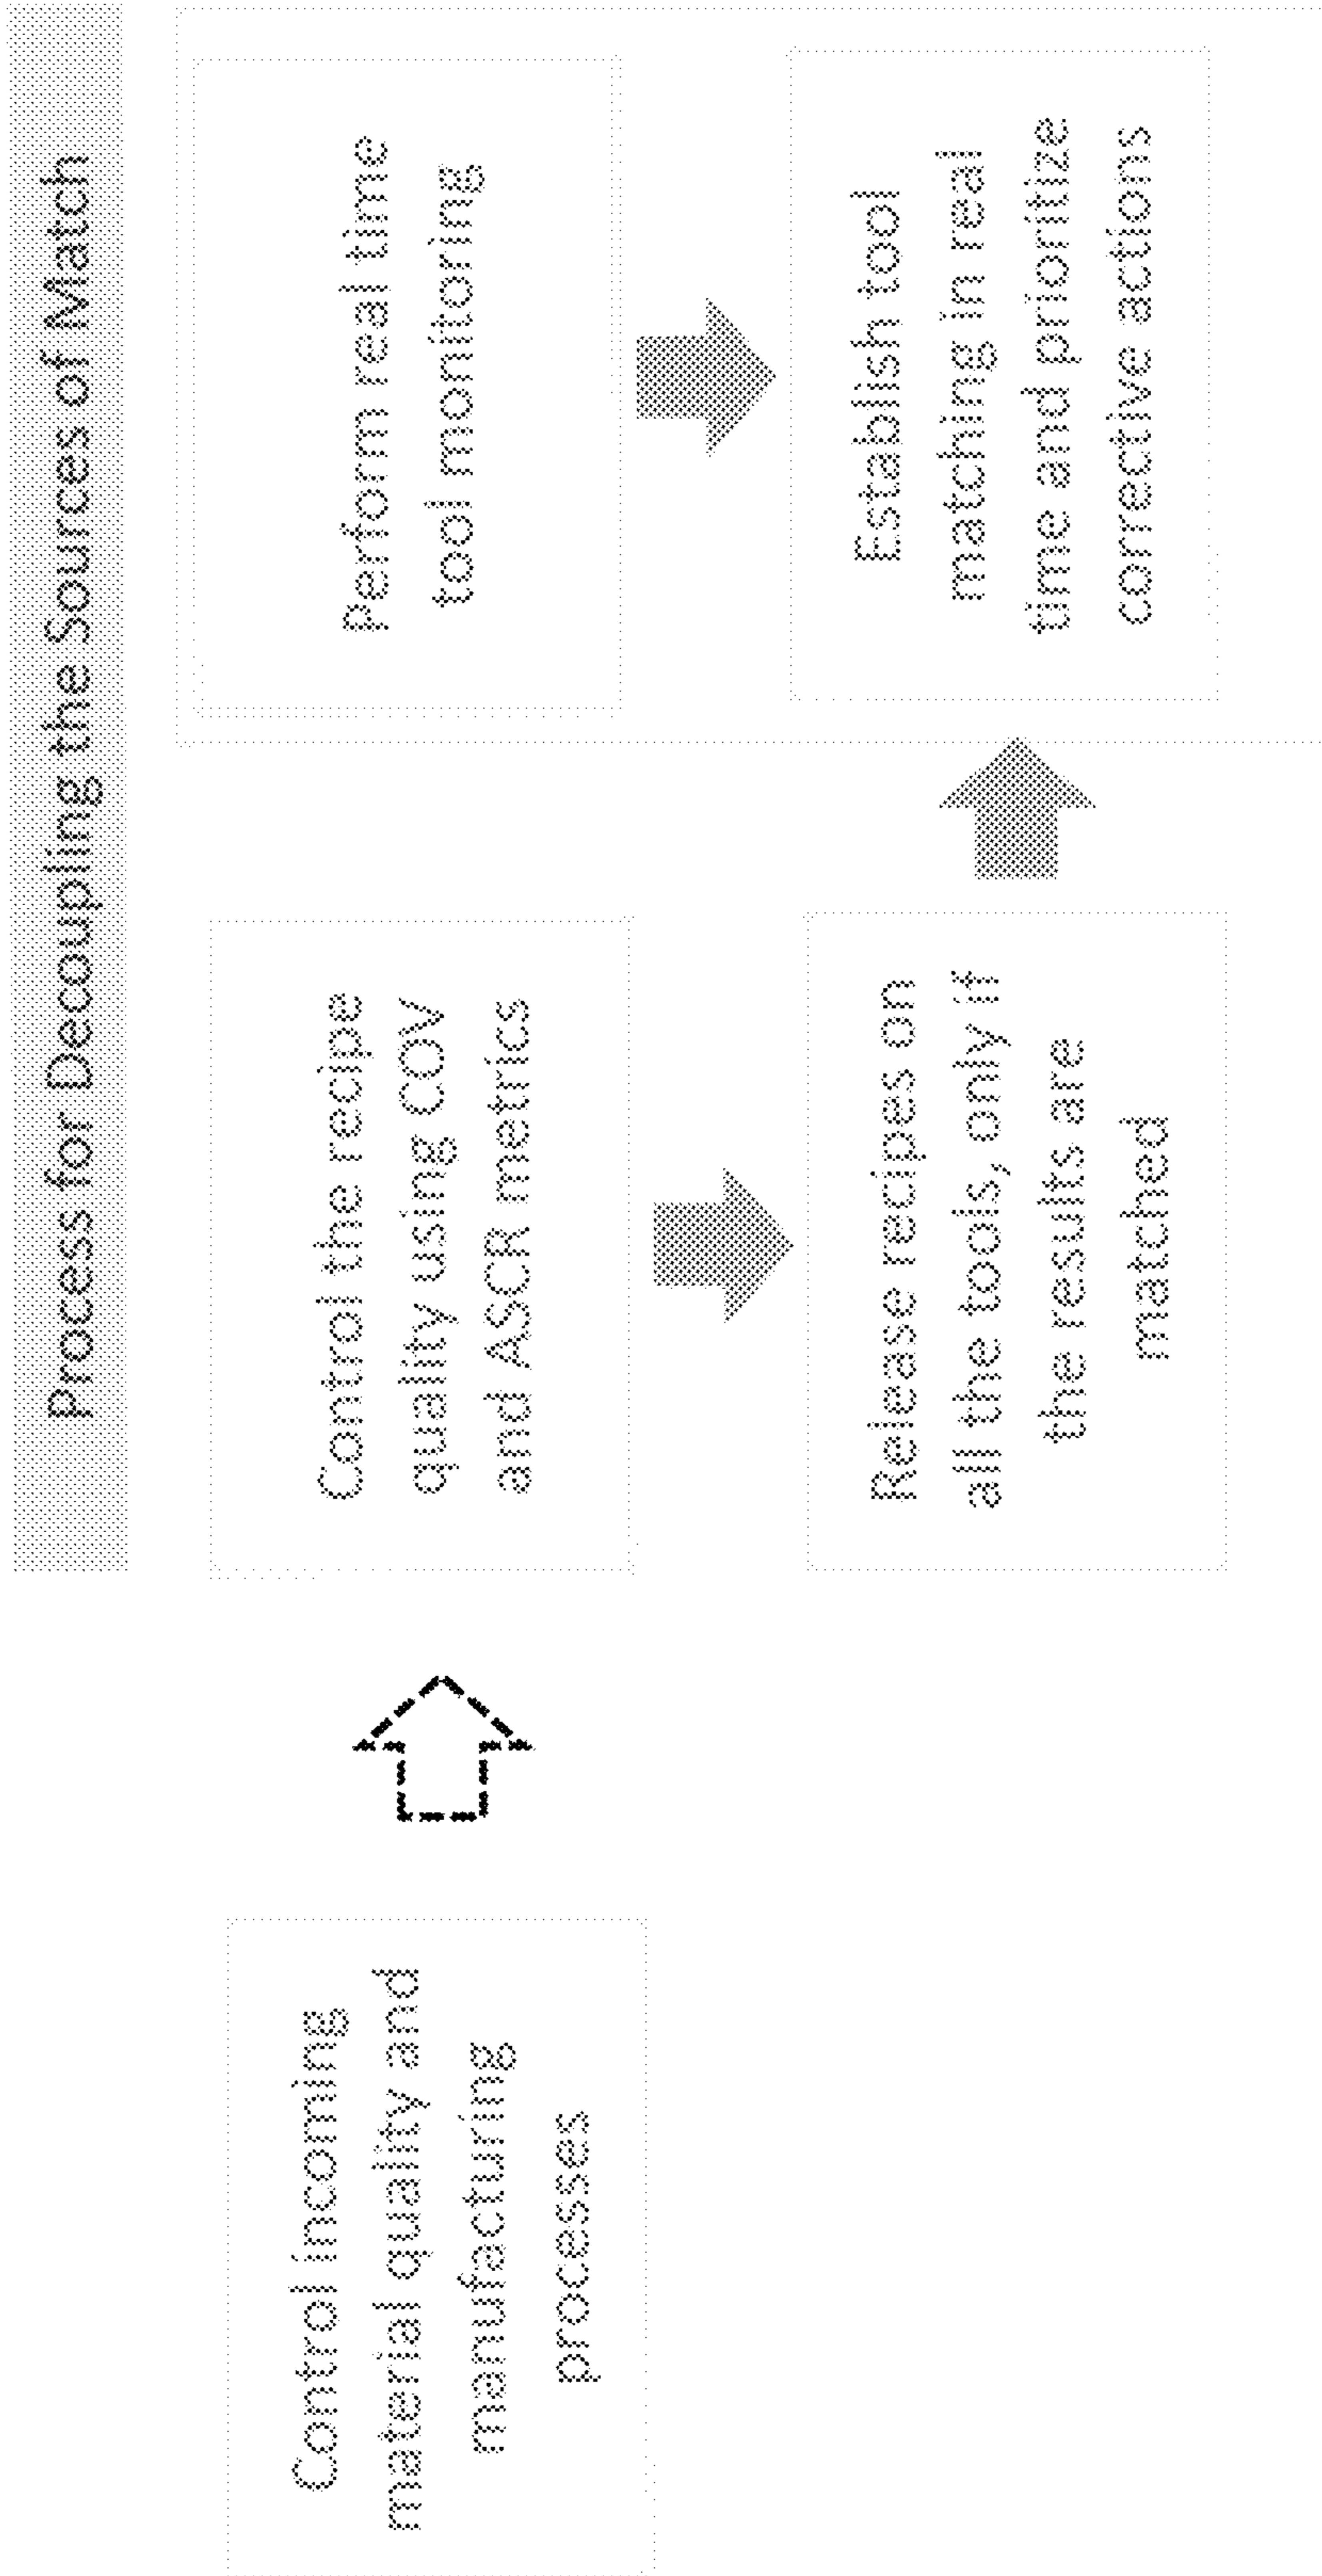 Process for Decoupling the Sources of Match
Control incoming
material quality and
manufacturing
processes
Control the recipe
quality using COV
and ASCR metrics
Release recipes on
all the tools, only if
the results are
matched
Perform real time
tool monitoring
Establish tool
matching in real
time and prioritize
corrective actions